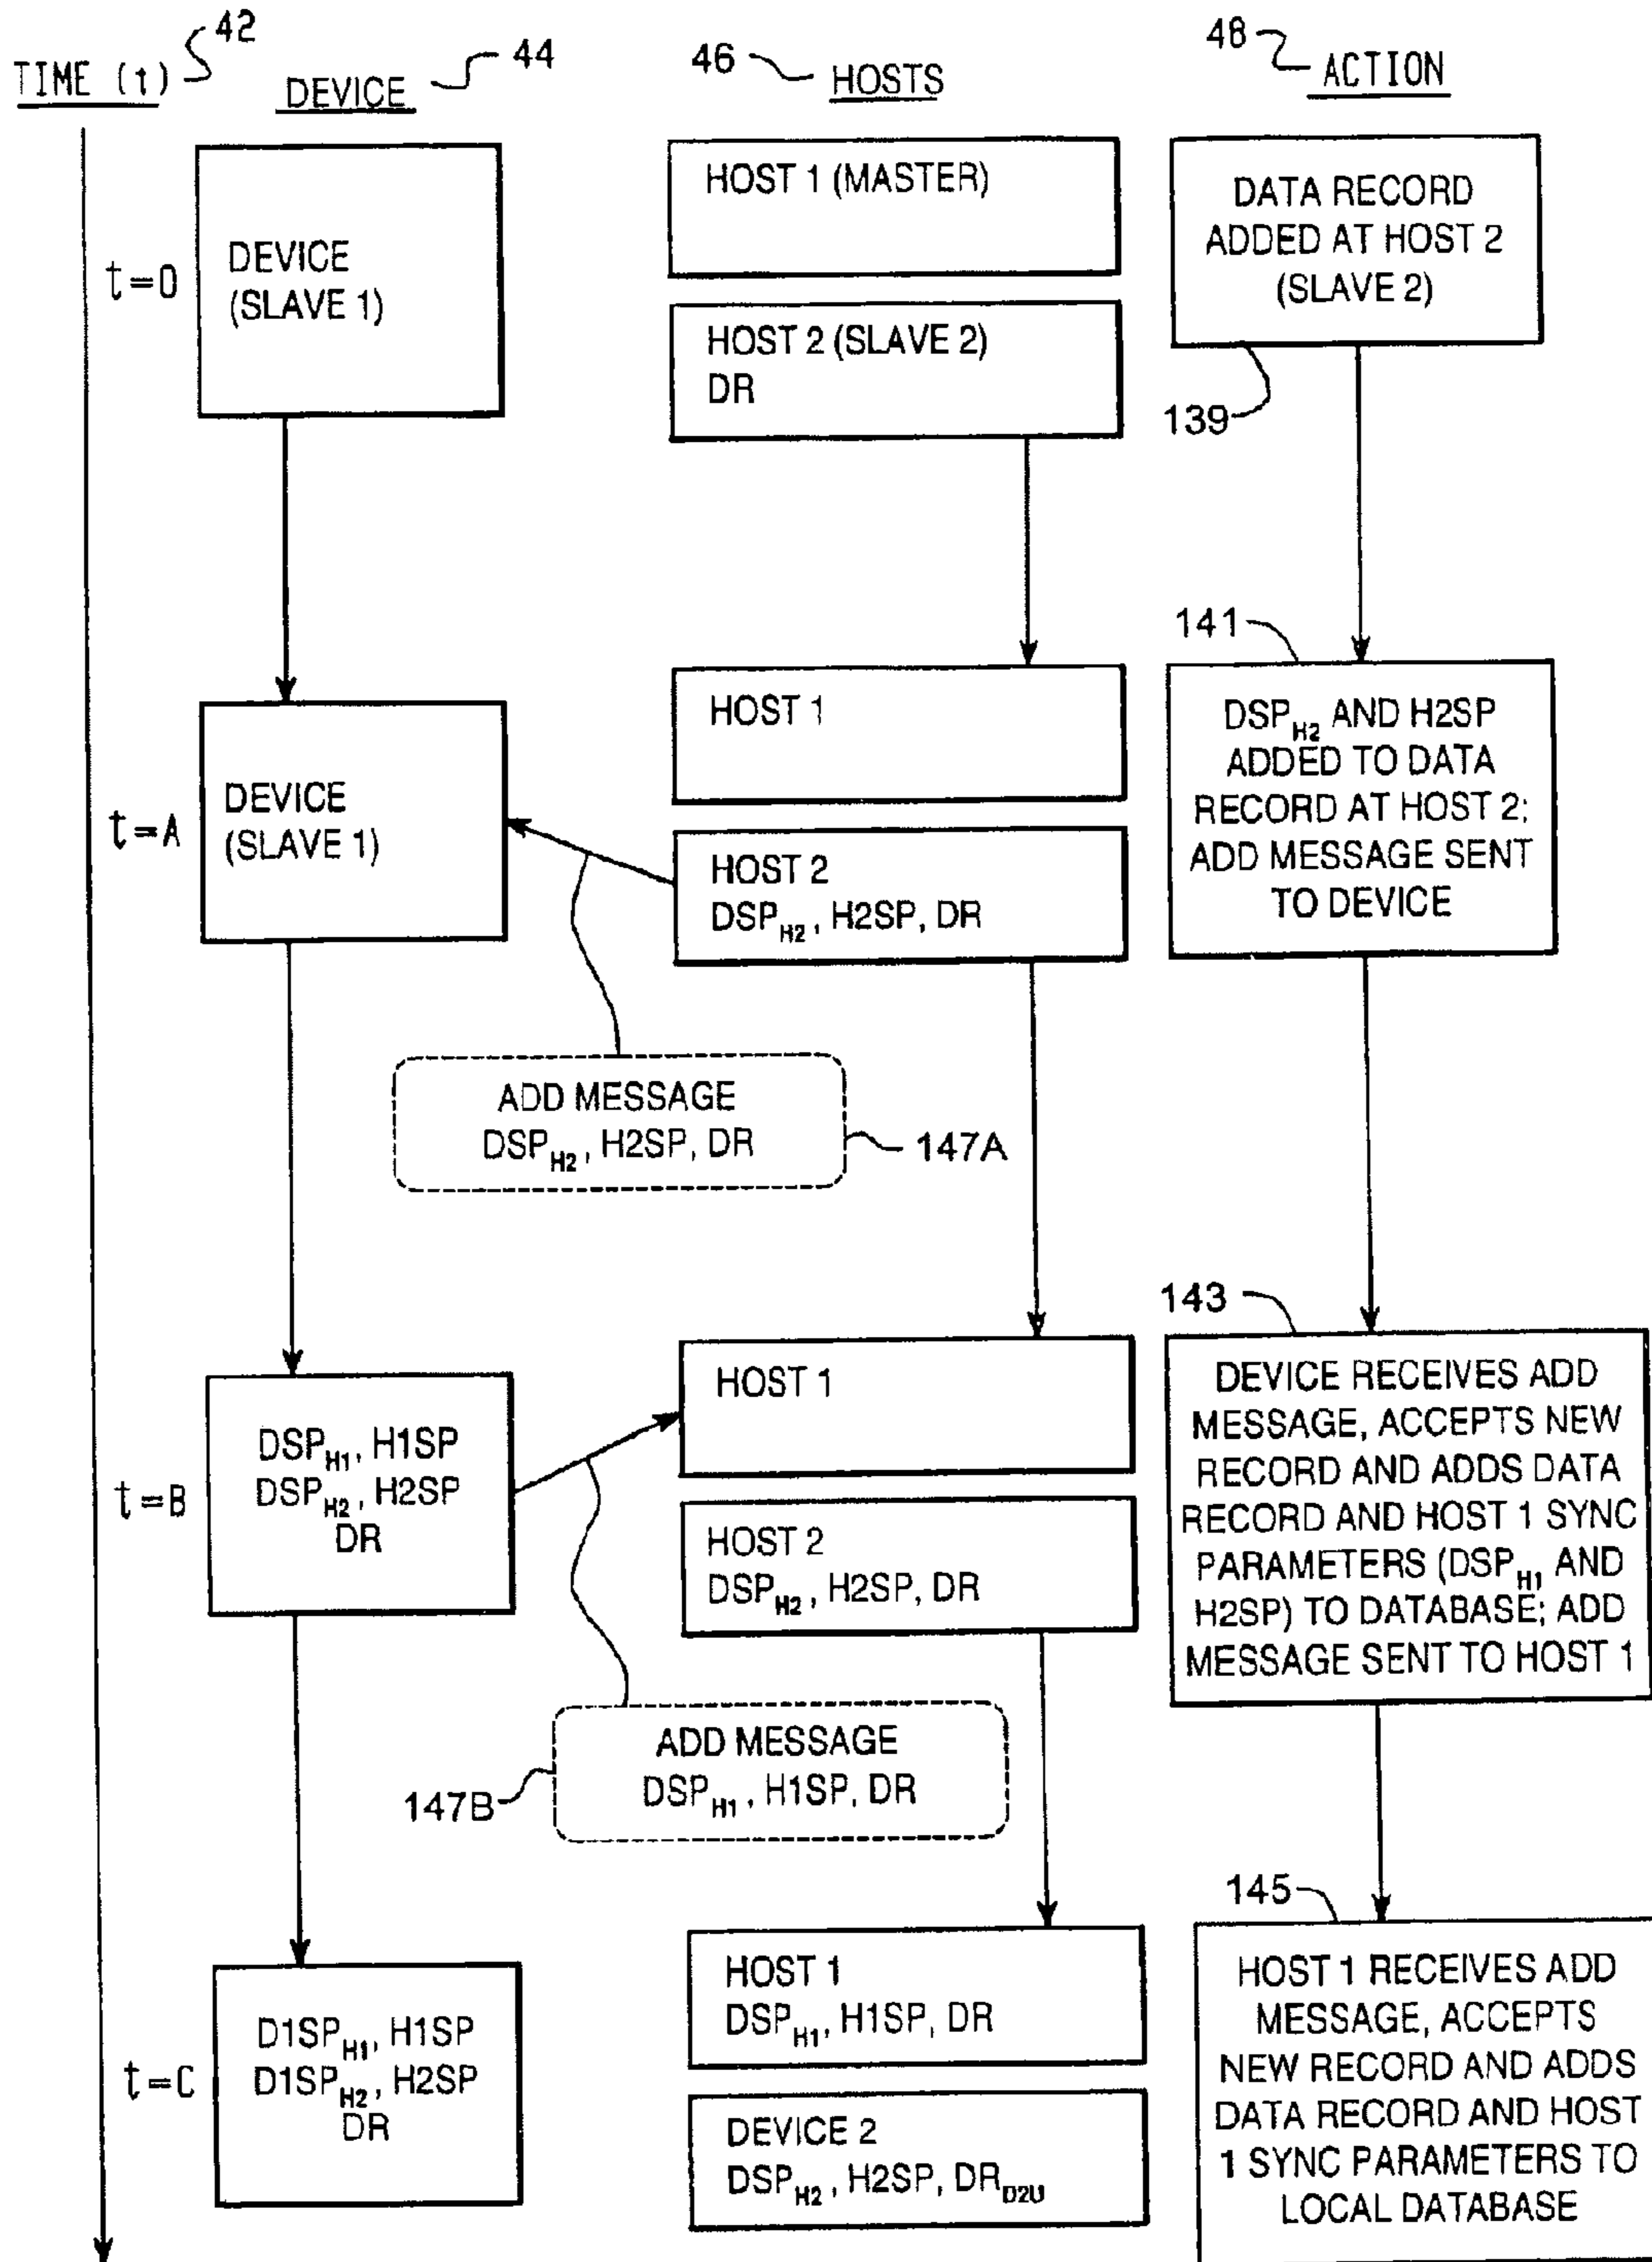 TIME (t)
42
DEVICE
44
46
HOSTS
48
ACTION
t=0
DEVICE
(SLAVE 1)
HOST 1 (MASTER)
HOST 2 (SLAVE 2)
DR
DATA RECORD
ADDED AT HOST 2
(SLAVE 2)
139
t=A
DEVICE
(SLAVE 1)
HOST 1
HOST 2
DSPH2, H2SP, DR
141
DSPH2 AND H2SP
ADDED TO DATA
RECORD AT HOST 2;
ADD MESSAGE SENT
TO DEVICE
ADD MESSAGE
DSPH2, H2SP, DR
147A
t=B
DSPH1, H1SP
DSPH2, H2SP
DR
HOST 1
HOST 2
DSPH2, H2SP, DR
143
DEVICE RECEIVES ADD
MESSAGE, ACCEPTS NEW
RECORD AND ADDS DATA
RECORD AND HOST 1 SYNC
PARAMETERS (DSPH1 AND
H2SP) TO DATABASE; ADD
MESSAGE SENT TO HOST 1
ADD MESSAGE
DSPH1, H1SP, DR
147B
t=C
D1SPH1, H1SP
D1SPH2, H2SP
DR
HOST 1
DSPH1, H1SP, DR
DEVICE 2
DSPH2, H2SP, DRD2U
145
HOST 1 RECEIVES ADD
MESSAGE, ACCEPTS
NEW RECORD AND ADDS
DATA RECORD AND HOST
1 SYNC PARAMETERS TO
LOCAL DATABASE